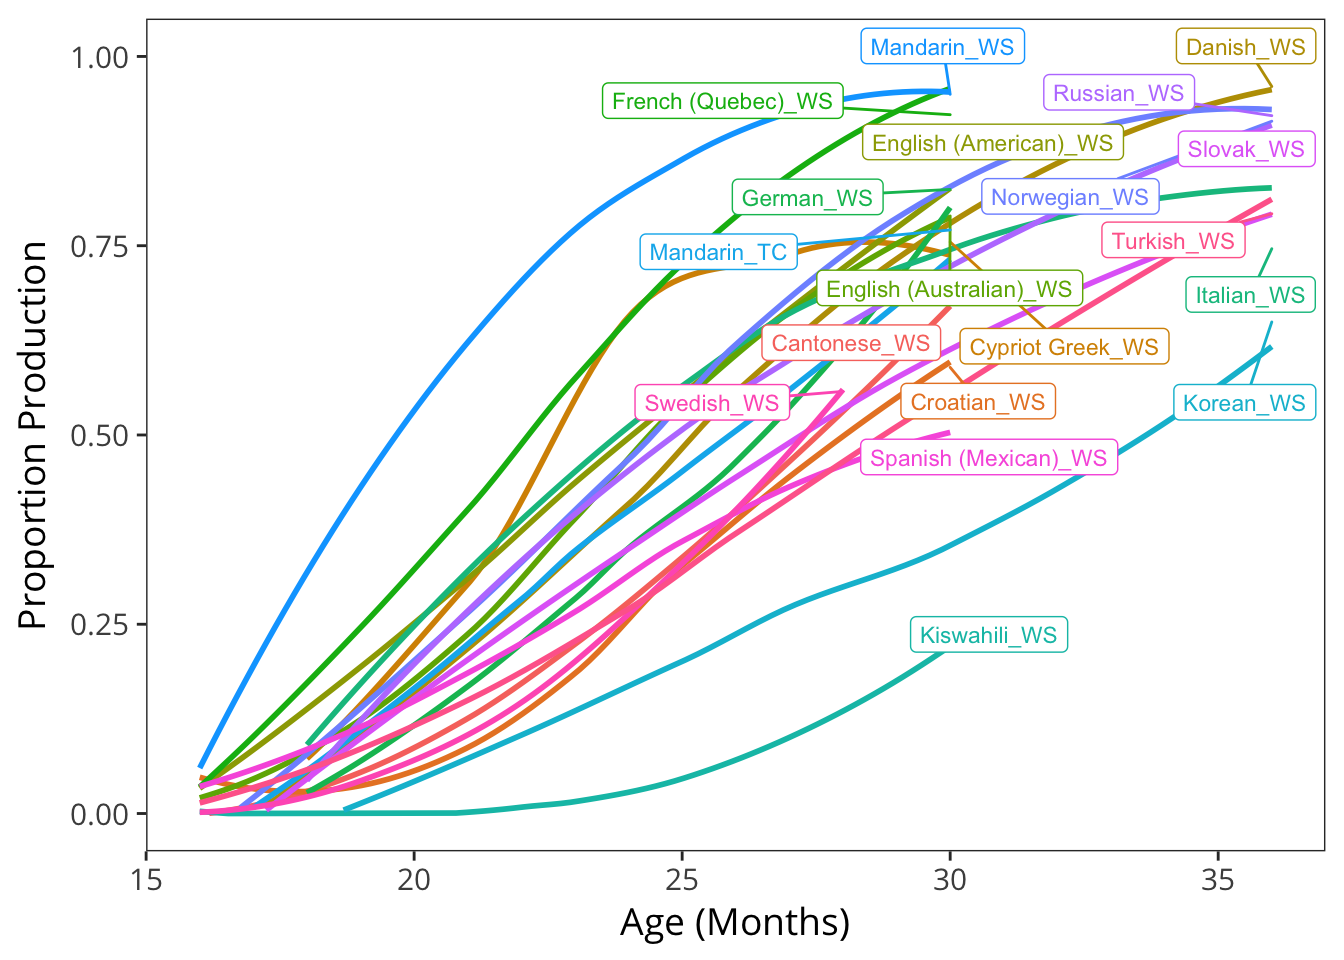 Mandarin_WS
Danish_WS
French (Quebec)_WS
Russian_WS
English (American)_WS
Slovak_WS
German_WS
Norwegian_WS
Mandarin_TC
Turkish_WS
English (Australian)_WS
Italian_WS
Cantonese_WS
Cypriot Greek_WS
Swedish_WS
Croatian_WS
Korean_WS
Spanish (Mexican)_WS
Kiswahili_WS
1.00
0.75
0.50
0.25
0.00
Proportion Production
15 20 25 30 35
Age (Months)